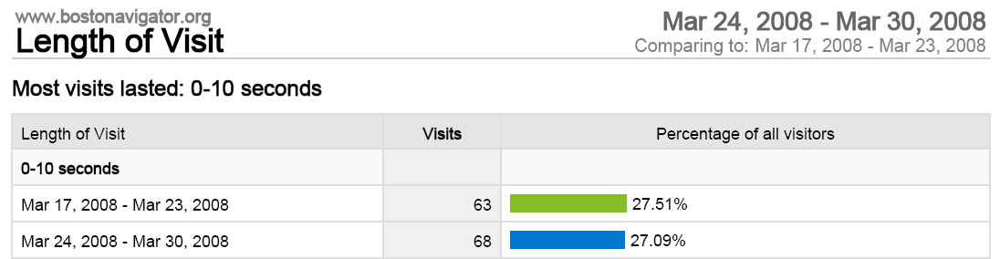 www.bostonavigator.org
Length of Visit
Mar 24, 2008 - Mar 30, 2008
Comparing to: Mar 17, 2008 - Mar 23, 2008
Most visits lasted: 0-10 seconds
Length of Visit Visits Percentage of all visitors
0-10 seconds
Mar 17, 2008 - Mar 23, 2008 63 27.51%
Mar 24, 2008 - Mar 30, 2008 68 27.09%